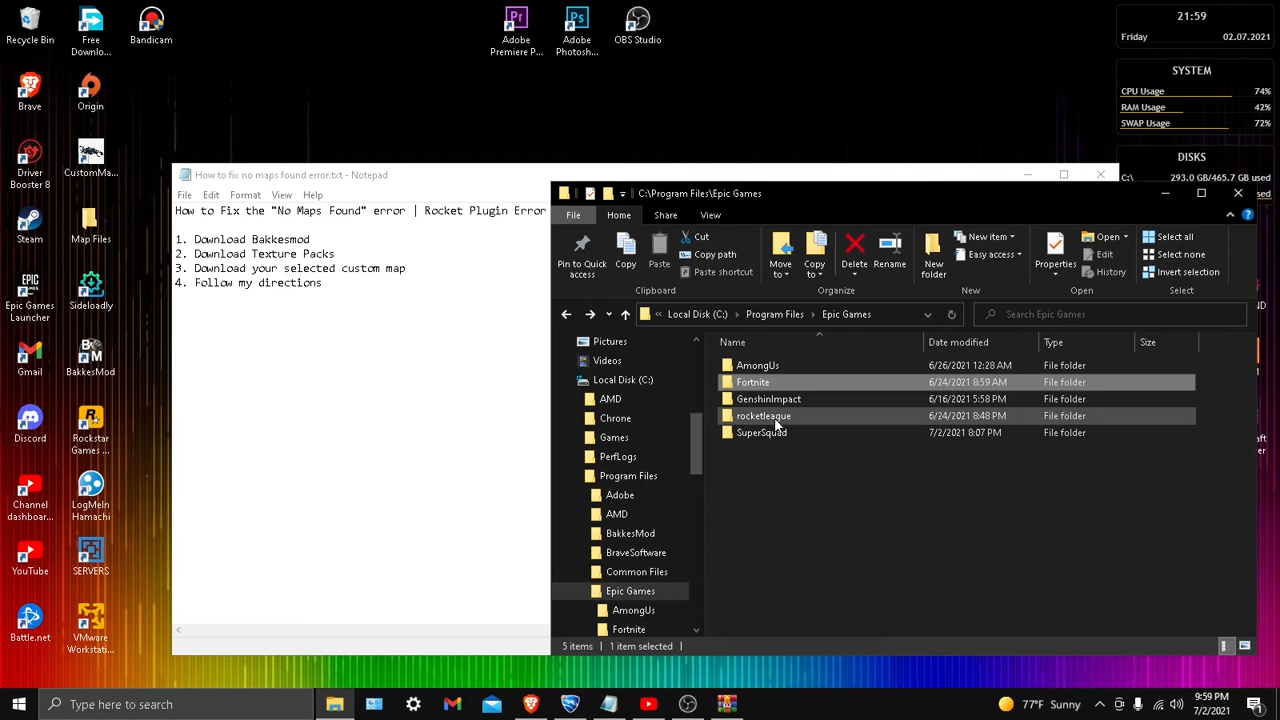 21:59
Friday 02.07.2021
SYSTEM
CPU Usage 74%
RAM Usage 42%
SWAP Usage 72%
DISKS
C:\ 293.0 GB/465.7 GB used
Recycle Bin
Free Downlo...
Bandicam
Adobe Premiere P...
Adobe Photosh...
OBS Studio
Brave
Origin
Driver Booster 8
CustomMa...
Steam
Map Files
Epic Games Launcher
Sideloadly
Gmail
BakkesMod
Discord
Rockstar Games ...
Channel dashboar...
LogMeIn Hamachi
YouTube
SERVERS
Battle.net
VMware Workstati...
How to fix no maps found error.txt - Notepad
File Edit Format View Help
How to Fix the "No Maps Found" error | Rocket Plugin Error
1. Download Bakkesmod
2. Download Texture Packs
3. Download your selected custom map
4. Follow my directions
C:\Program Files\Epic Games
File Home Share View
Pin to Quick access
Copy
Paste
Cut
Copy path
Paste shortcut
Clipboard
Move to
Copy to
Delete
Rename
Organize
New folder
New item
Easy access
New
Properties
Open
Edit
History
Open
Select all
Select none
Invert selection
Select
« Local Disk (C:) > Program Files > Epic Games
Search Epic Games
Pictures
Videos
Local Disk (C:)
AMD
Chrone
Games
PerfLogs
Program Files
Adobe
AMD
BakkesMod
BraveSoftware
Common Files
Epic Games
AmongUs
Fortnite
Name Date modified Type Size
AmongUs 6/26/2021 12:28 AM File folder
Fortnite 6/24/2021 8:59 AM File folder
GenshinImpact 6/16/2021 5:58 PM File folder
rocketleague 6/24/2021 8:48 PM File folder
SuperSquad 7/2/2021 8:07 PM File folder
5 items 1 item selected
Type here to search
77°F Sunny
9:59 PM
7/2/2021